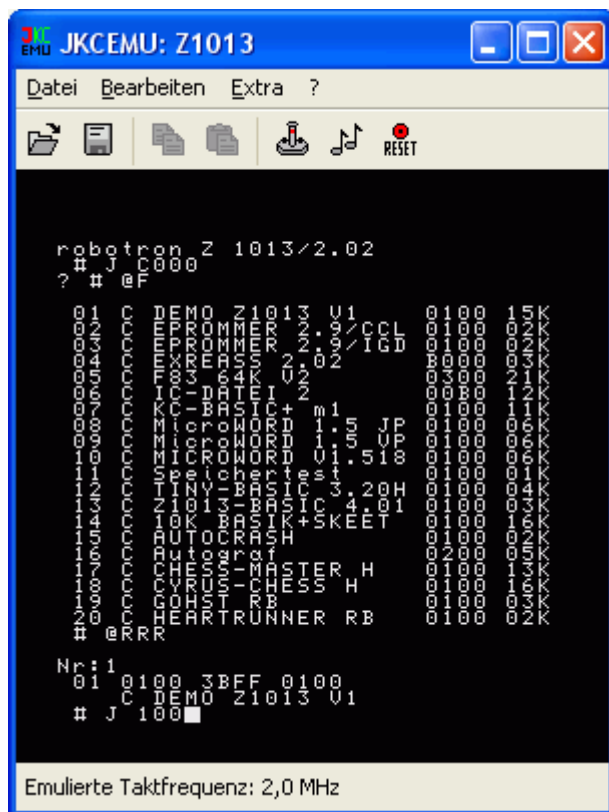 JKC EMU JKCEMU: Z1013
Datei Bearbeiten Extra ?
RESET
robotron Z 1013/2.02
# J C000
? # @F
01 C DEMO Z1013 V1 0100 15K
02 C EPROMMER 2.9/CCL 0100 02K
03 C EPROMMER 2.9/IGD 0100 02K
04 C EXREASS 2.02 B000 03K
05 C F83 64K V2 0300 21K
06 C IC-DATEI 2 00B0 12K
07 C KC-BASIC+ m1 0100 11K
08 C MicroWORD 1.5 JP 0100 06K
09 C MicroWORD 1.5 VP 0100 06K
10 C MICROWORD V1.518 0100 06K
11 C Speichertest 0100 01K
12 C TINY-BASIC 3.20H 0100 04K
13 C Z1013-BASIC 4.01 0100 03K
14 C 10K BASIK+SKEET 0100 16K
15 C AUTOCRASH 0100 02K
16 C Autograf 0200 05K
17 C CHESS-MASTER H 0100 13K
18 C CYRUS-CHESS H 0100 16K
19 C GOHST RB 0100 03K
20 C HEARTRUNNER RB 0100 02K
# @RRR
Nr:1
01 0100 3BFF 0100
C DEMO Z1013 V1
# J 100
Emulierte Taktfrequenz: 2,0 MHz